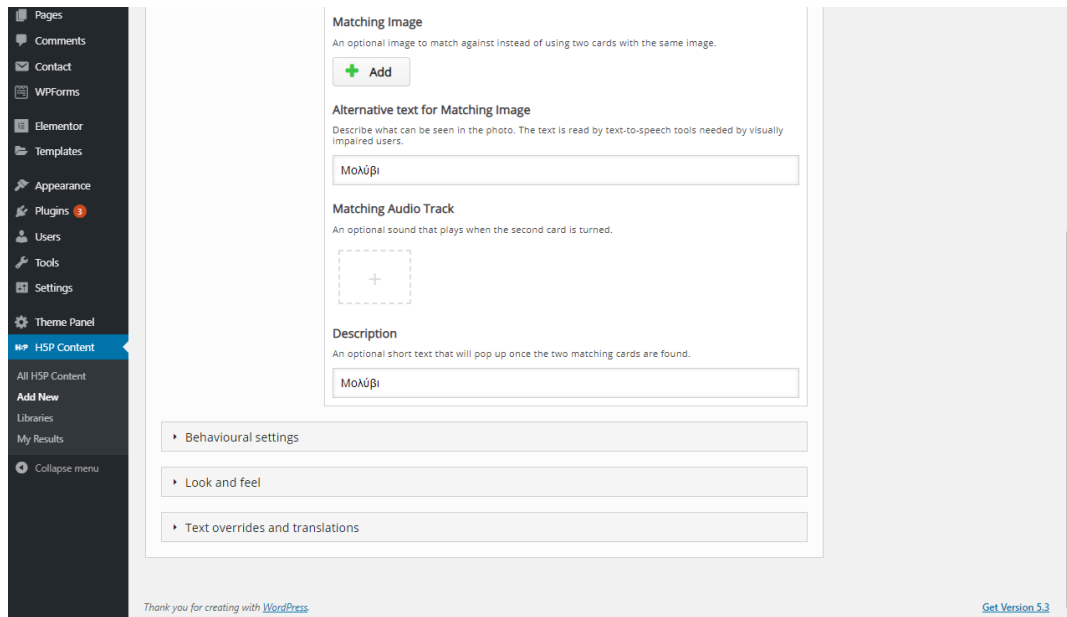 Pages
Comments
Contact
WPForms
Elementor
Templates
Appearance
Plugins 3
Users
Tools
Settings
Theme Panel
H5P H5P Content
All H5P Content
Add New
Libraries
My Results
Collapse menu
Matching Image
An optional image to match against instead of using two cards with the same image.
Add
Alternative text for Matching Image
Describe what can be seen in the photo. The text is read by text-to-speech tools needed by visually
impaired users.
Μολύβι
Matching Audio Track
An optional sound that plays when the second card is turned.
Description
An optional short text that will pop up once the two matching cards are found.
Μολύβι
Behavioural settings
Look and feel
Text overrides and translations
Thank you for creating with WordPress.
Get Version 5.3